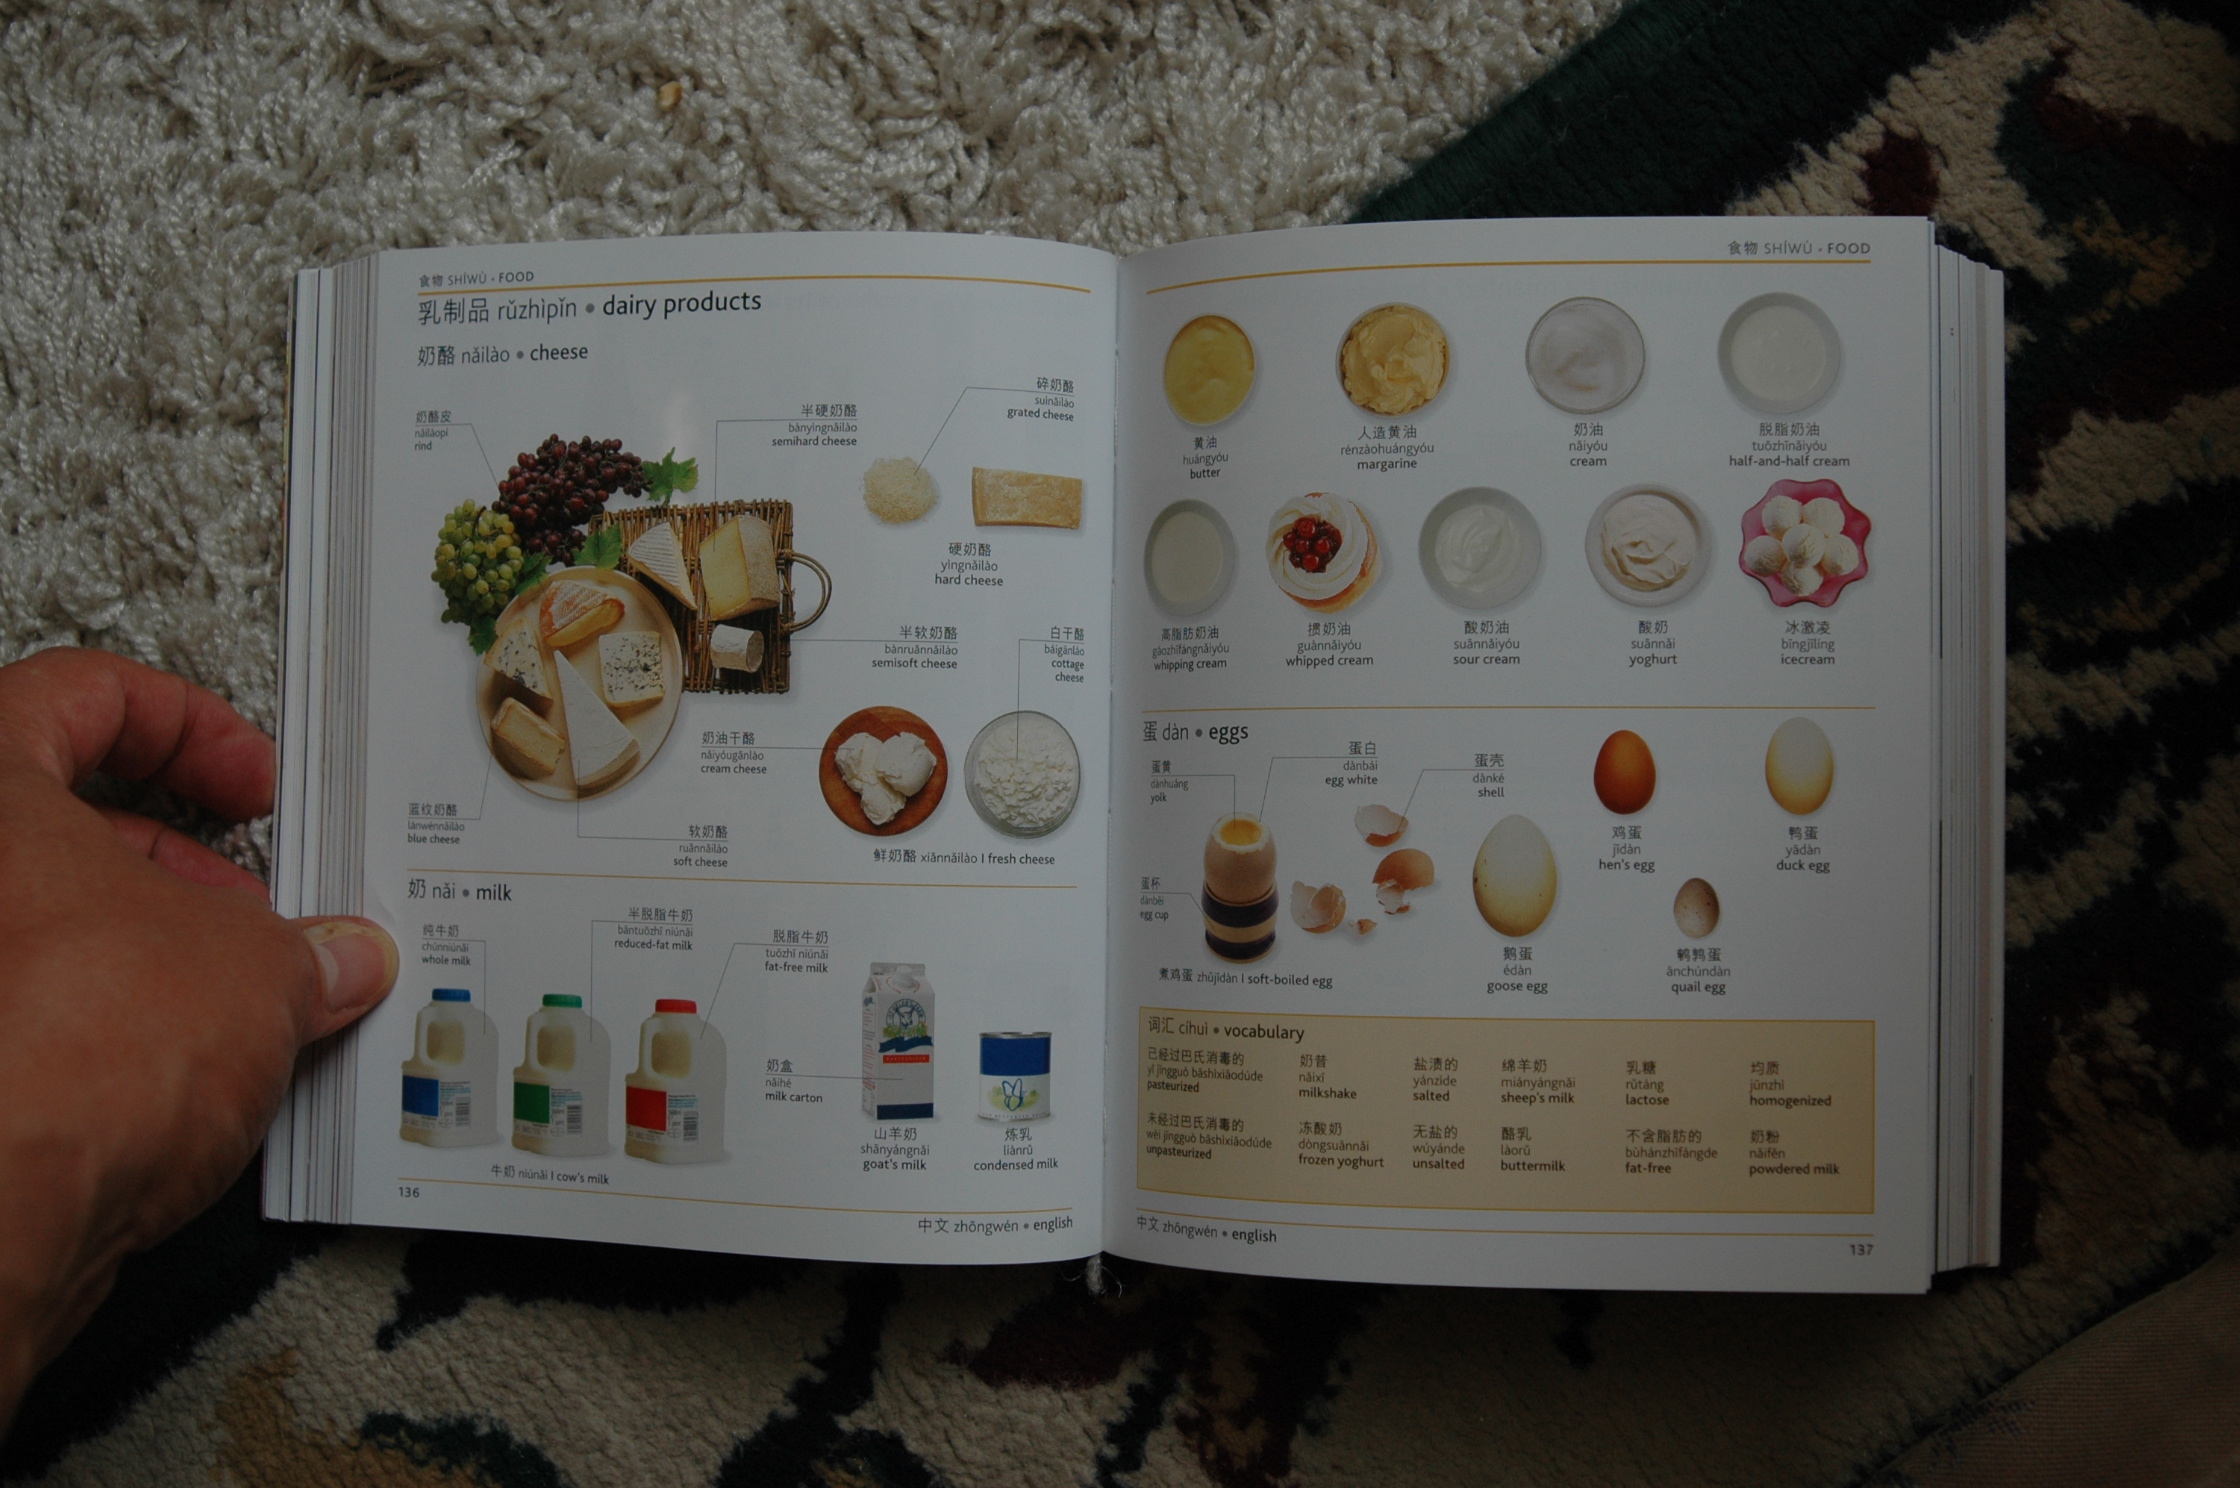 食物 SHÍWÙ • FOOD
乳制品 rǔzhìpǐn • dairy products
奶酪 nǎilào • cheese
碎奶酪
suìnǎilào
grated cheese
半硬奶酪
bànyìngnǎilào
semihard cheese
奶酪皮
nǎilàopí
rind
硬奶酪
yìngnǎilào
hard cheese
半软奶酪
bànruǎnnǎilào
semisoft cheese
白干酪
báigānlào
cottage
cheese
奶油干酪
nǎiyóugānlào
cream cheese
蓝纹奶酪
lánwénnǎilào
blue cheese
软奶酪
ruǎnnǎilào
soft cheese
鲜奶酪 xiānnǎilào I fresh cheese
奶 nǎi • milk
纯牛奶
chúnniúnǎi
whole milk
半脱脂牛奶
bàntuōzhī niúnǎi
reduced-fat milk
脱脂牛奶
tuōzhī niúnǎi
fat-free milk
奶盒
nǎihé
milk carton
山羊奶
shānyángnǎi
goat's milk
炼乳
liànrǔ
condensed milk
牛奶 niúnǎi I cow's milk
136
中文 zhōngwén • english
食物 SHÍWÙ • FOOD
黄油
huángyóu
butter
人造黄油
rénzàohuángyóu
margarine
奶油
nǎiyóu
cream
脱脂奶油
tuōzhīnǎiyóu
half-and-half cream
高脂肪奶油
gāozhīfángnǎiyóu
whipping cream
掼奶油
guànnǎiyóu
whipped cream
酸奶油
suānnǎiyóu
sour cream
酸奶
suānnǎi
yoghurt
冰激凌
bīngjīlíng
icecream
蛋 dàn • eggs
蛋黄
dànhuáng
yolk
蛋白
dànbái
egg white
蛋壳
dànké
shell
鸡蛋
jīdàn
hen's egg
鸭蛋
yādàn
duck egg
蛋杯
dànbēi
egg cup
鹅蛋
édàn
goose egg
鹌鹑蛋
ānchúndàn
quail egg
煮鸡蛋 zhǔjīdàn I soft-boiled egg
词汇 cíhuì • vocabulary
已经过巴氏消毒的
yǐ jīngguò bāshìxiāodúde
pasteurized
奶昔
nǎixī
milkshake
盐渍的
yánzìde
salted
绵羊奶
miányángnǎi
sheep's milk
乳糖
rǔtáng
lactose
均质
jūnzhì
homogenized
未经过巴氏消毒的
wèi jīngguò bāshìxiāodúde
unpasteurized
冻酸奶
dòngsuānnǎi
frozen yoghurt
无盐的
wúyánde
unsalted
酪乳
làorǔ
buttermilk
不含脂肪的
bùhánzhīfángde
fat-free
奶粉
nǎifěn
powdered milk
中文 zhōngwén • english
137